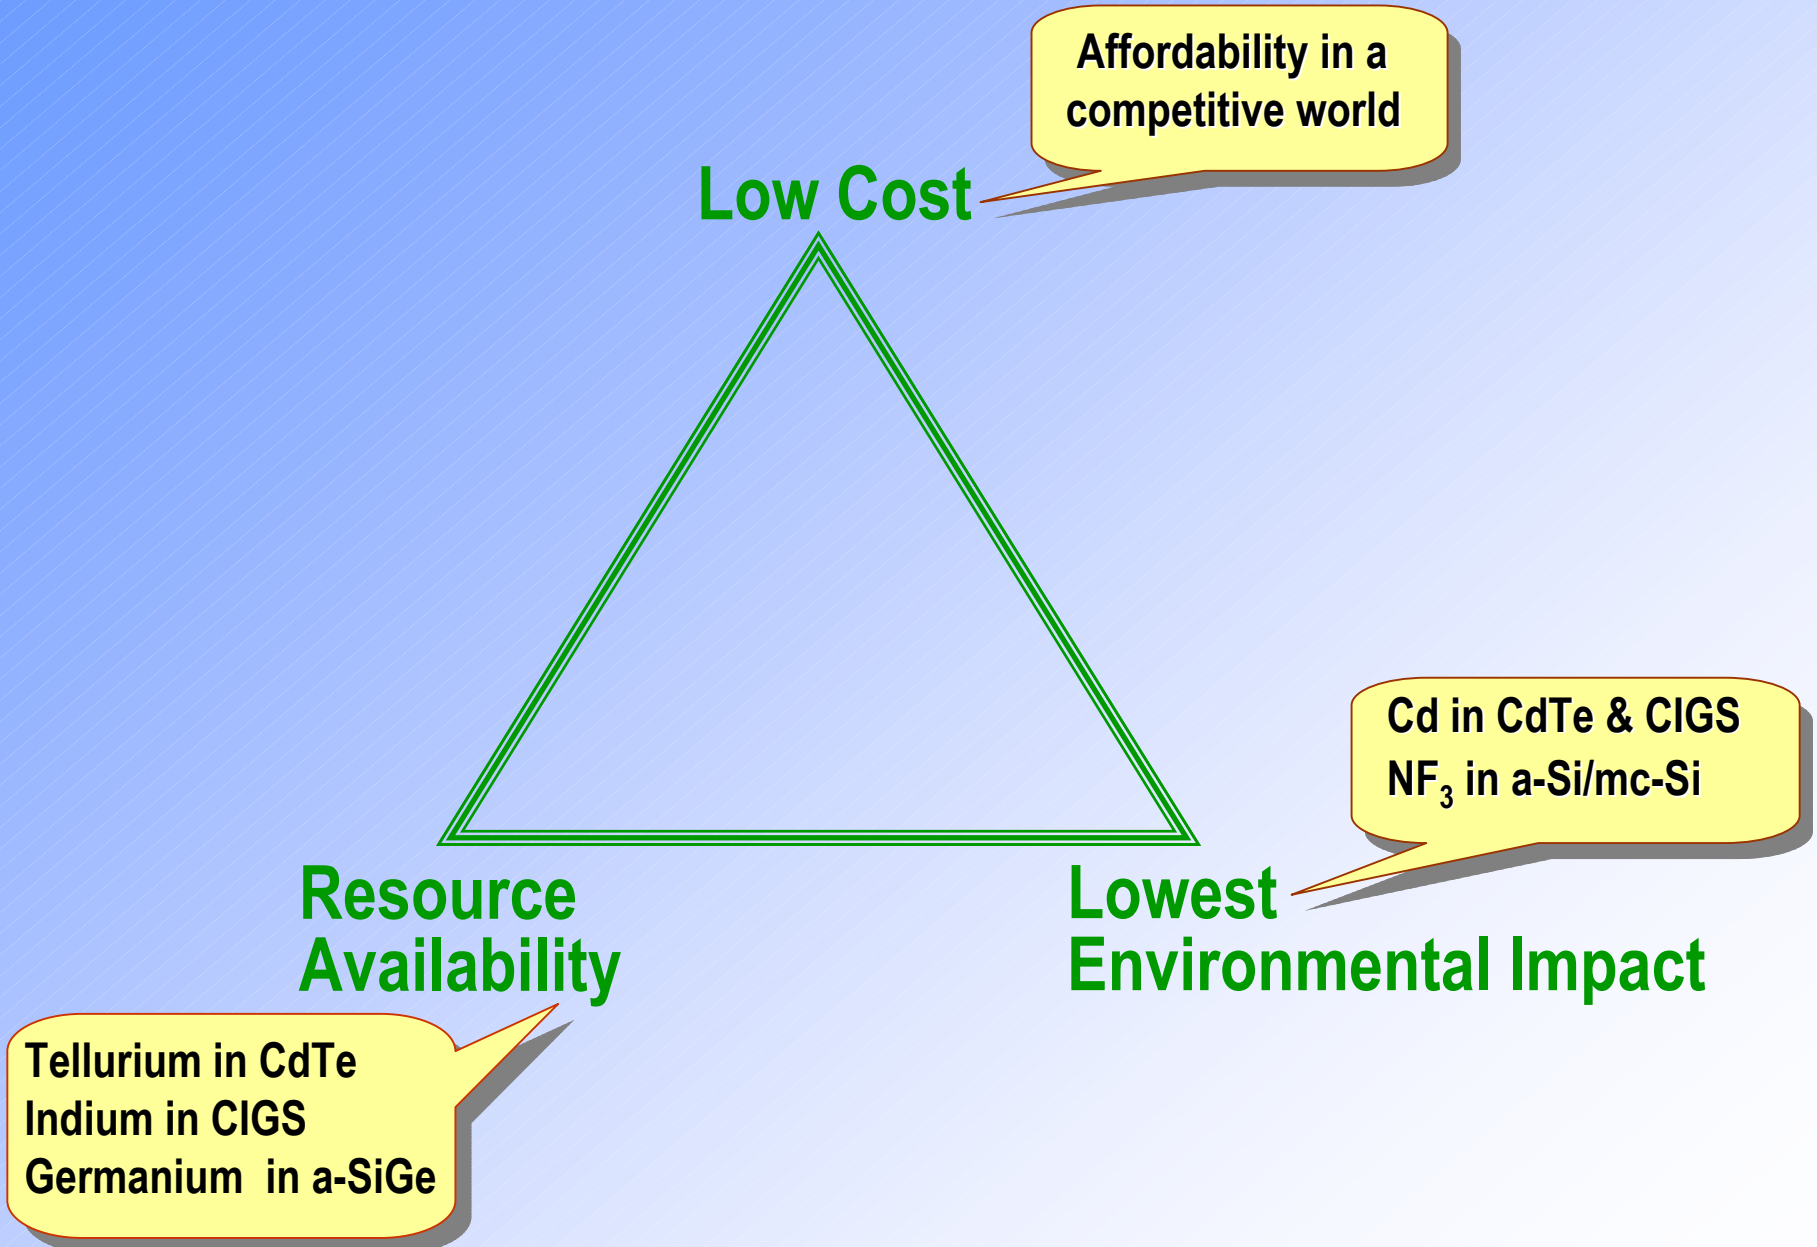 Affordability in a
competitive world
Low Cost
Cd in CdTe & CIGS
NF₃ in a-Si/mc-Si
Resource
Availability
Lowest
Environmental Impact
Tellurium in CdTe
Indium in CIGS
Germanium  in a-SiGe